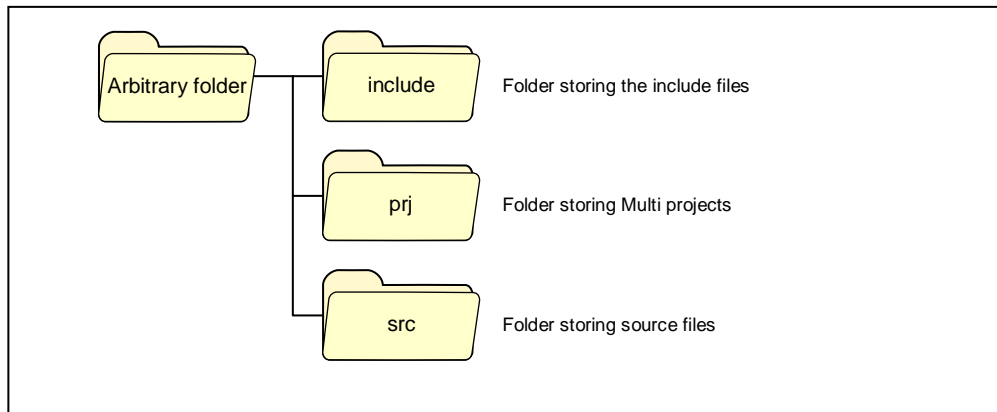 Arbitrary folder
include
Folder storing the include files
prj
Folder storing Multi projects
src
Folder storing source files